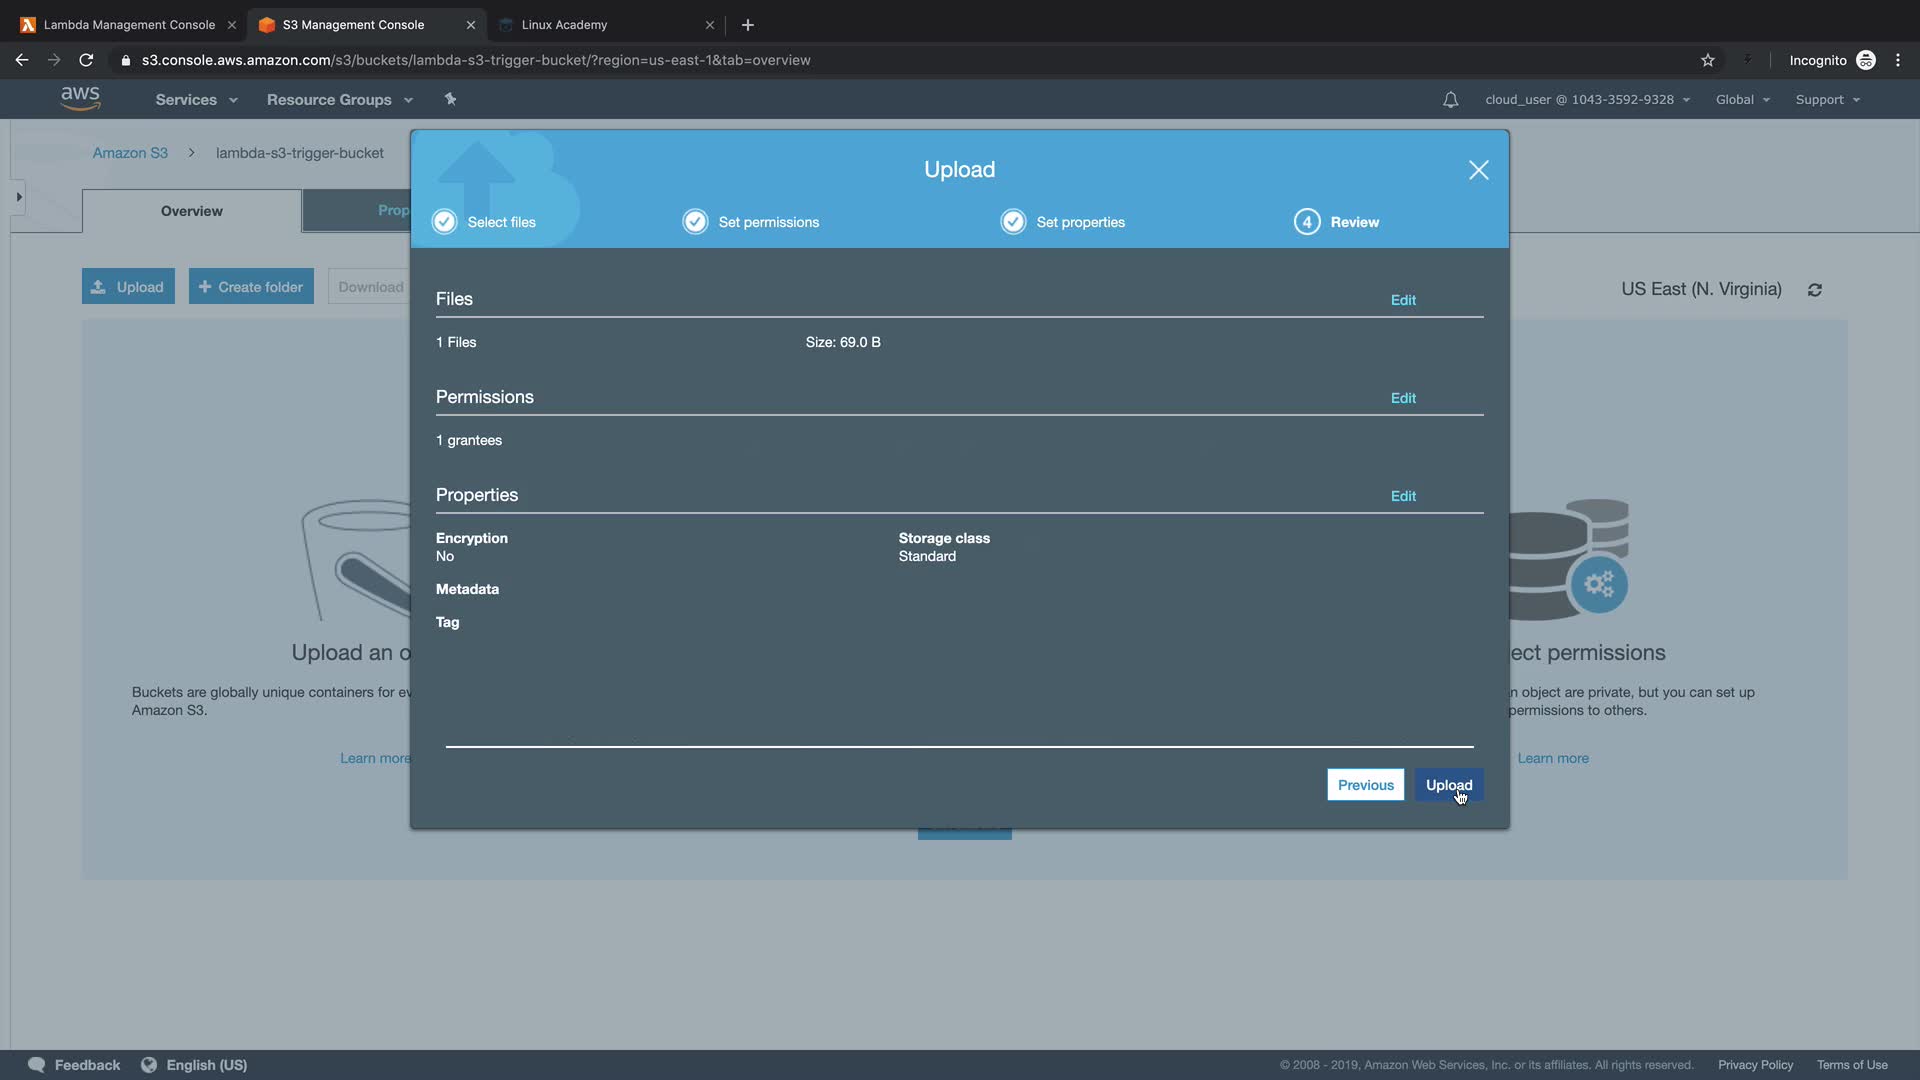 Lambda Management Console
S3 Management Console
Linux Academy
s3.console.aws.amazon.com/s3/buckets/lambda-s3-trigger-bucket/?region=us-east-1&tab=overview
Incognito
aws
Services
Resource Groups
cloud_user @ 1043-3592-9328
Global
Support
Amazon S3
lambda-s3-trigger-bucket
Overview
Prop
Upload
Create folder
Download
US East (N. Virginia)
Upload
Select files
Set permissions
Set properties
4 Review
Files
Edit
1 Files
Size: 69.0 B
Permissions
Edit
1 grantees
Properties
Edit
Encryption
No
Storage class
Standard
Metadata
Tag
Previous
Upload
Upload an o
Buckets are globally unique containers for ev
Amazon S3.
Learn more
ect permissions
n object are private, but you can set up
permissions to others.
Learn more
Feedback
English (US)
© 2008 - 2019, Amazon Web Services, Inc. or its affiliates. All rights reserved.
Privacy Policy
Terms of Use